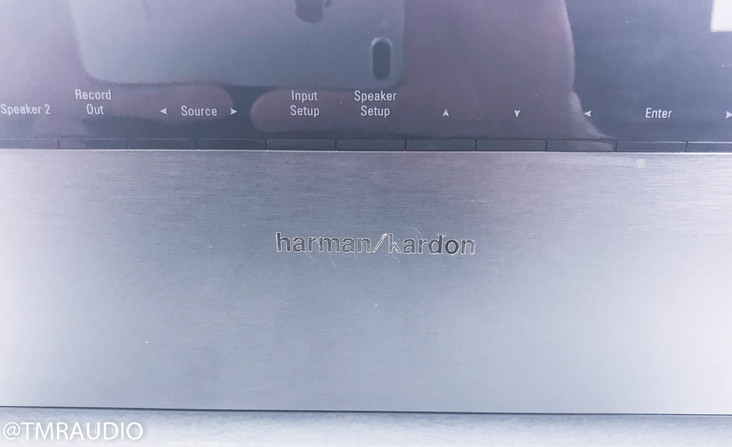 Speaker 2
Record
Out
◄ Source ►
Input
Setup
Speaker
Setup
▲
▼
◄ Enter ►
harman/kardon
@TMRAUDIO